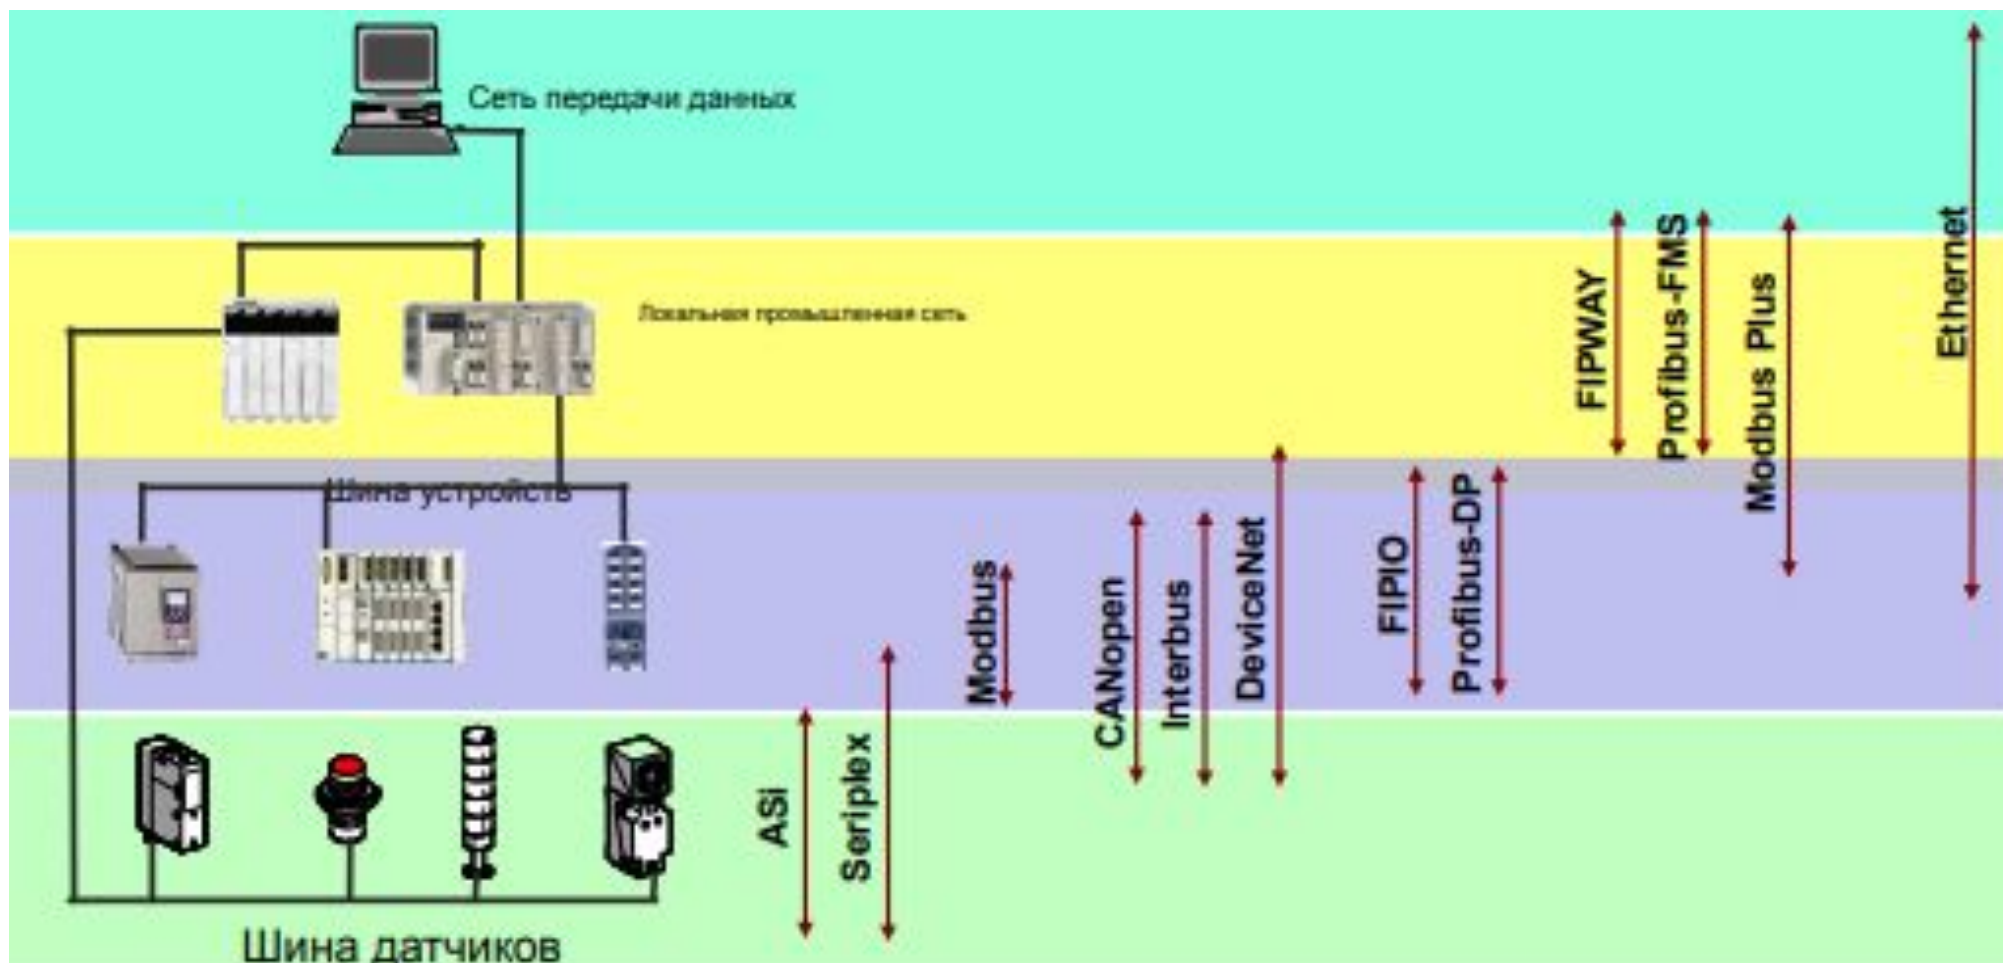 Сеть передачи данных
Локальная промышленная сеть
Шина устройств
Шина датчиков
ASi
Seriplex
Modbus
CANopen
Interbus
DeviceNet
FIPIO
Profibus-DP
FIPWAY
Profibus-FMS
Modbus Plus
Ethernet